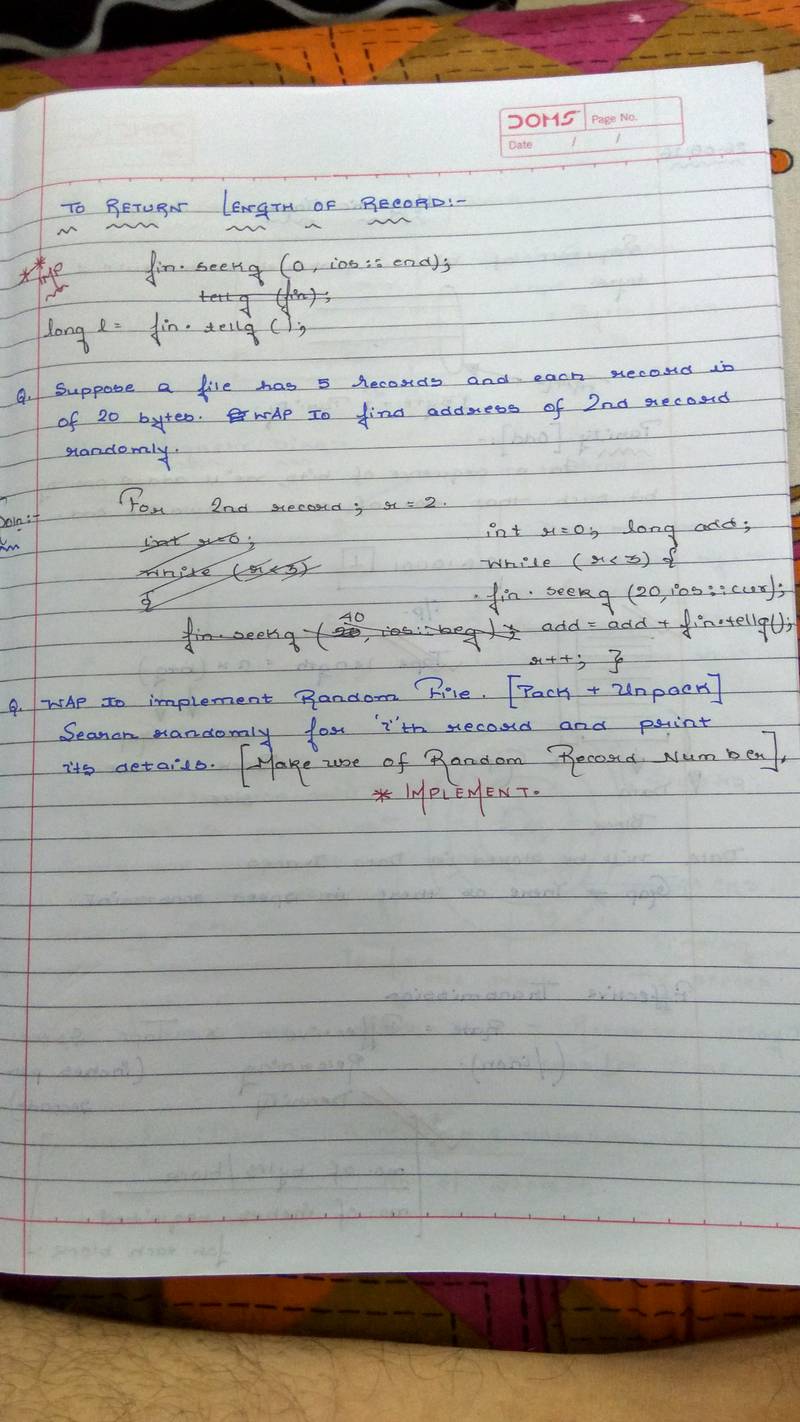 DOMS Page No.
Date / /
TO RETURN LENGTH OF RECORD:-
** IMP
fin.seekg (0, ios::end);
tellg (fin);
long l = fin.tellg ();
Q. Suppose a file has 5 records and each record is
of 20 bytes. WAP to find address of 2nd record
randomly.
For 2nd record; r=2.
int r=0;
while (r<3)
{
fin.seekg (20, ios::beg);
40
int r=0; long add;
while (r<3) {
fin.seekg (20, ios::cur);
add = add + fin.tellg();
r++; }
Q. WAP to implement Random File. [Pack + Unpack]
Search randomly for 'i'th record and print
its details. [Make use of Random Record Number].
* IMPLEMENT.